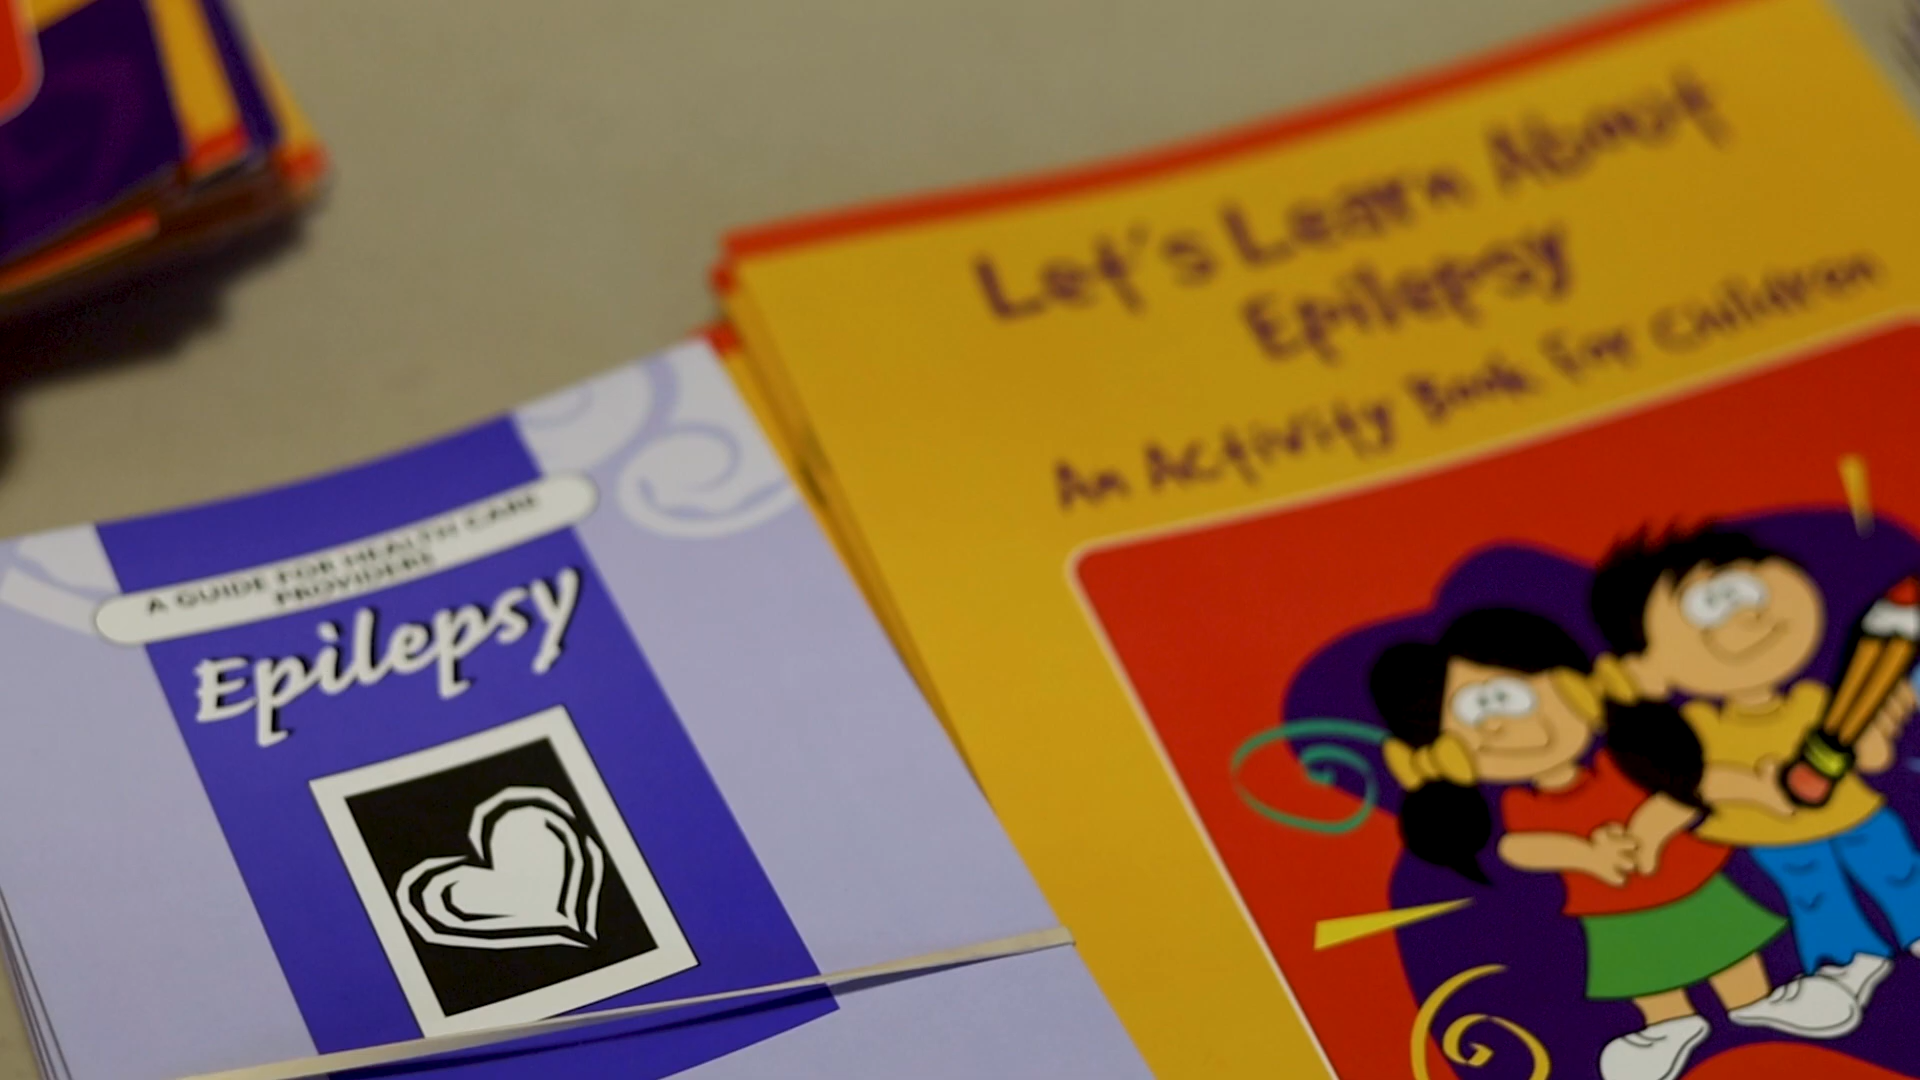 Let's Learn About
Epilepsy
An Activity Book For Children
A GUIDE FOR HEALTH CARE
PROVIDERS
Epilepsy